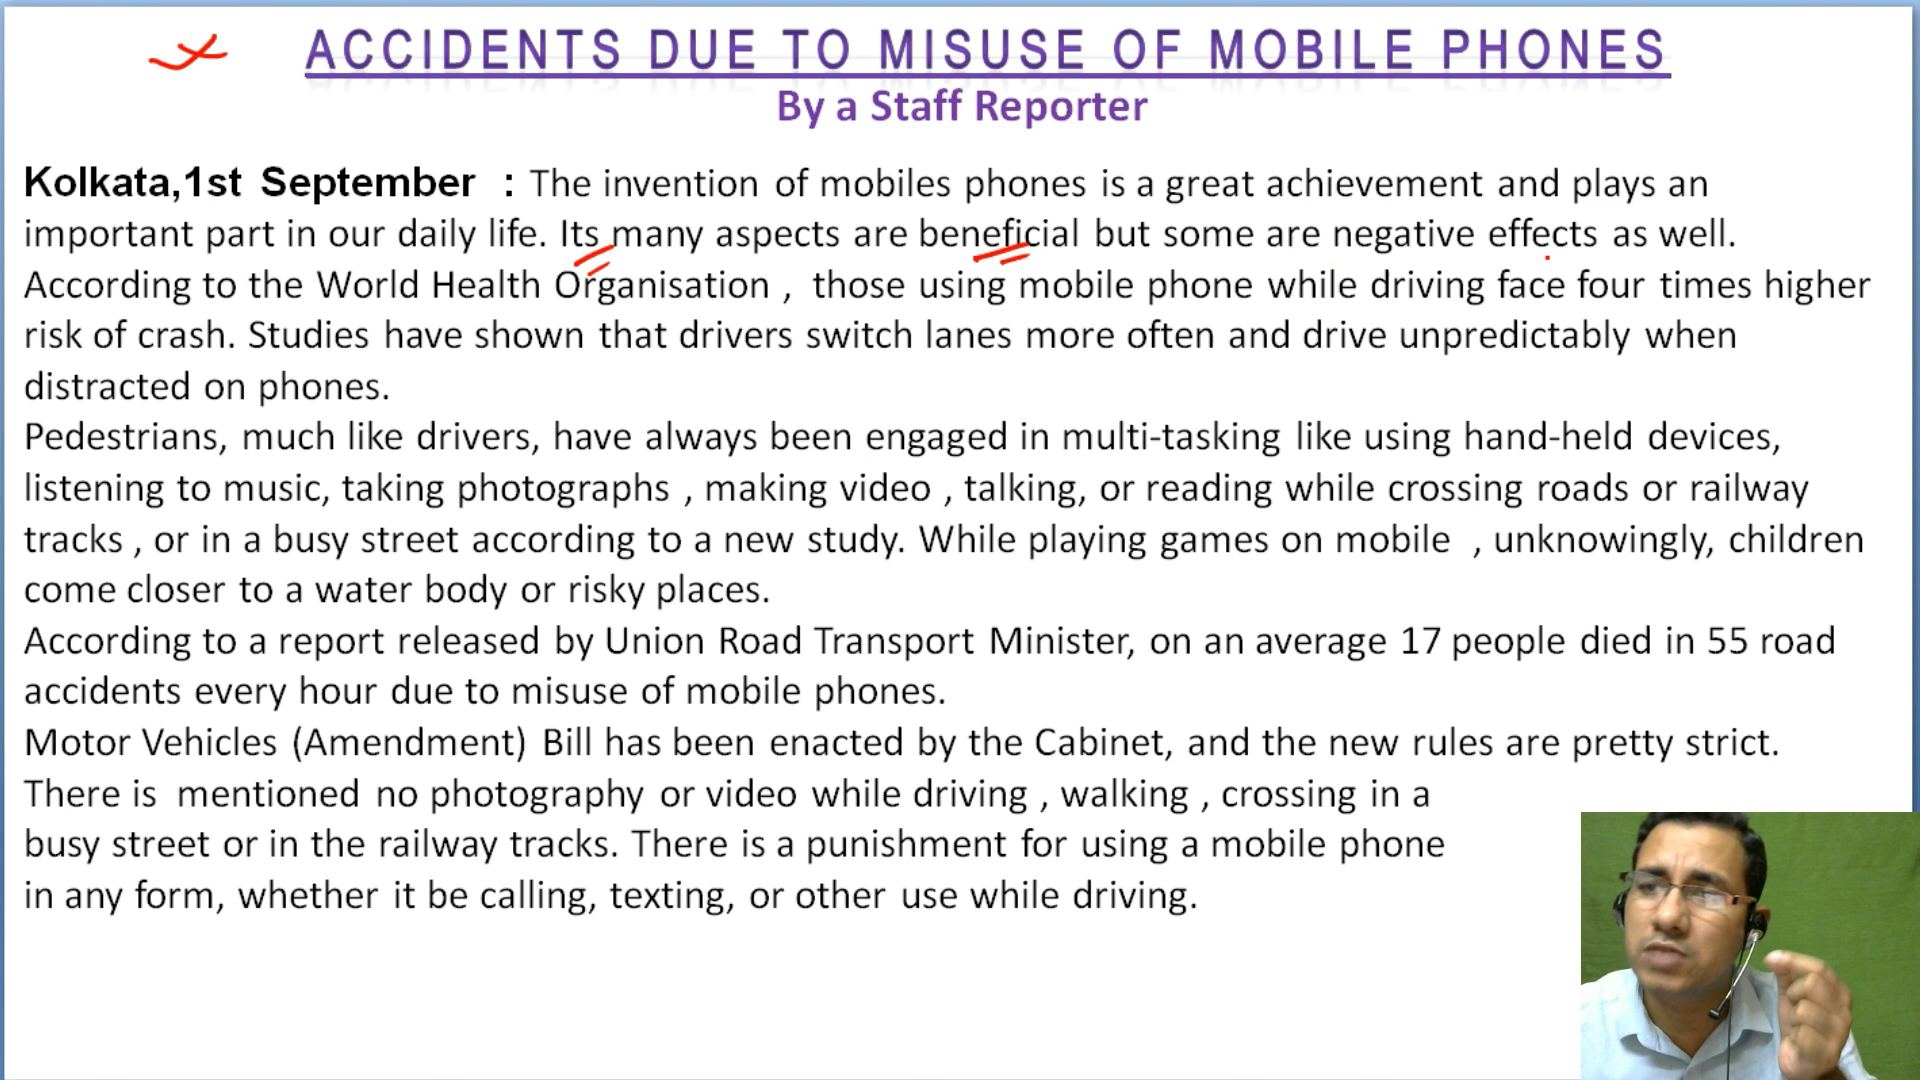 ACCIDENTS DUE TO MISUSE OF MOBILE PHONES
By a Staff Reporter
Kolkata,1st September : The invention of mobiles phones is a great achievement and plays an
important part in our daily life. Its many aspects are beneficial but some are negative effects as well.
According to the World Health Organisation , those using mobile phone while driving face four times higher
risk of crash. Studies have shown that drivers switch lanes more often and drive unpredictably when
distracted on phones.
Pedestrians, much like drivers, have always been engaged in multi-tasking like using hand-held devices,
listening to music, taking photographs , making video , talking, or reading while crossing roads or railway
tracks , or in a busy street according to a new study. While playing games on mobile , unknowingly, children
come closer to a water body or risky places.
According to a report released by Union Road Transport Minister, on an average 17 people died in 55 road
accidents every hour due to misuse of mobile phones.
Motor Vehicles (Amendment) Bill has been enacted by the Cabinet, and the new rules are pretty strict.
There is mentioned no photography or video while driving , walking , crossing in a
busy street or in the railway tracks. There is a punishment for using a mobile phone
in any form, whether it be calling, texting, or other use while driving.